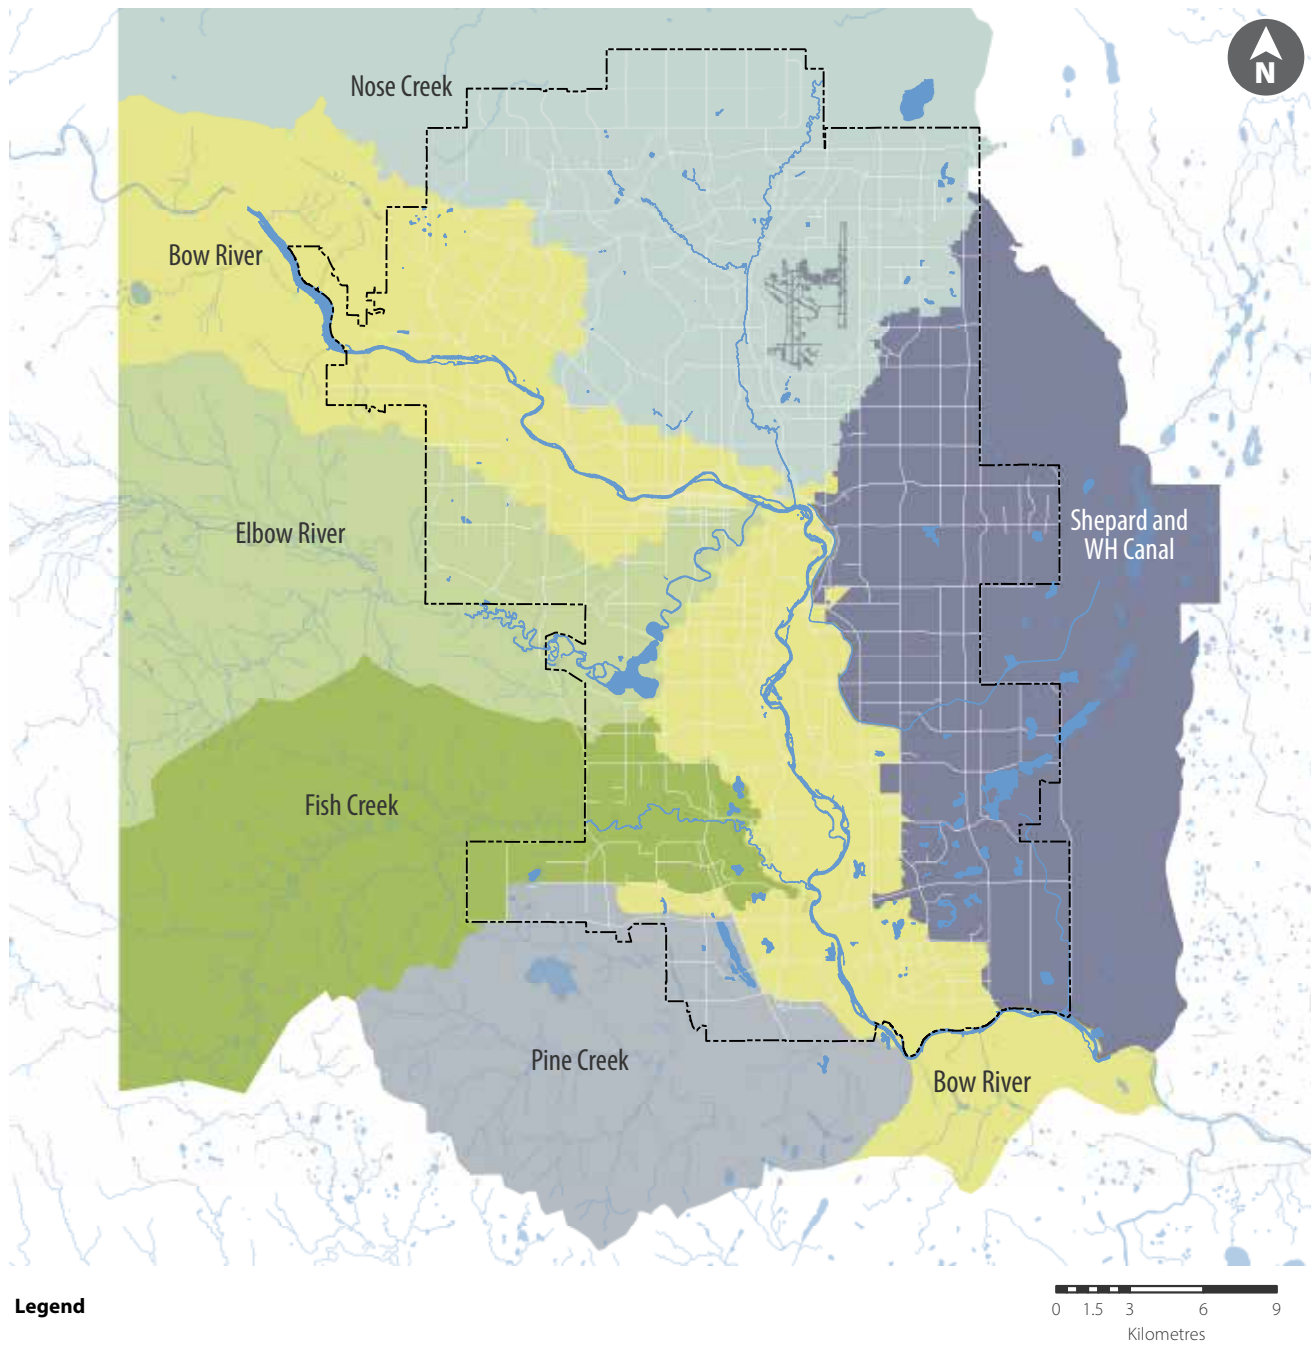 N
Nose Creek
Bow River
Elbow River
Shepard and
WH Canal
Fish Creek
Pine Creek
Bow River
Legend
0 1.5 3 6 9
Kilometres